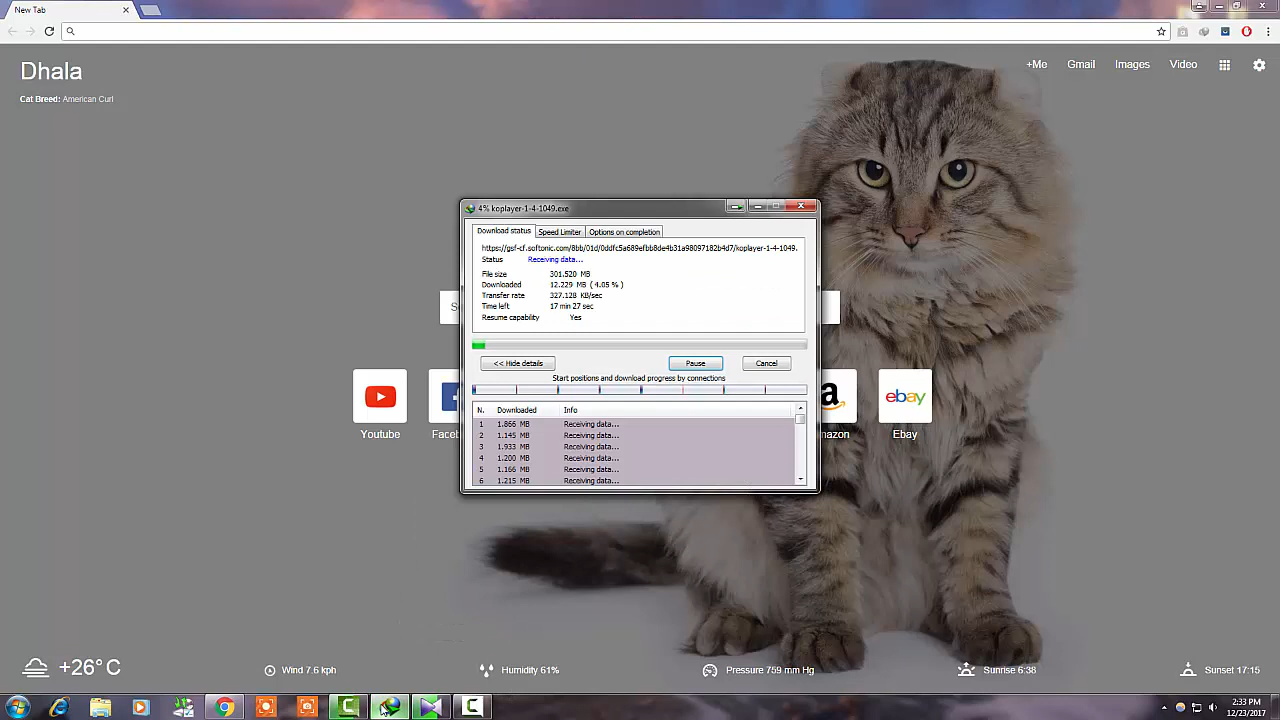 New Tab
Dhala
Cat Breed: American Curl
+Me Gmail Images Video
4% koplayer-1-4-1049.exe
Download status Speed Limiter Options on completion
https://gsf-cf.softonic.com/8bb/01d/0ddfc5a689efbb8de4b31a98097182b4d7/koplayer-1-4-1049.
Status Receiving data...
File size 301.520 MB
Downloaded 12.229 MB ( 4.05 % )
Transfer rate 327.128 KB/sec
Time left 17 min 27 sec
Resume capability Yes
<< Hide details Pause Cancel
Start positions and download progress by connections
N. Downloaded Info
1 1.866 MB Receiving data...
2 1.145 MB Receiving data...
3 1.933 MB Receiving data...
4 1.200 MB Receiving data...
5 1.166 MB Receiving data...
6 1.215 MB Receiving data...
a ebay
Youtube Faceb nazon Ebay
+26°C Wind 7.6 kph Humidity 61% Pressure 759 mm Hg Sunrise 6:38 Sunset 17:15
2:33 PM
12/23/2017